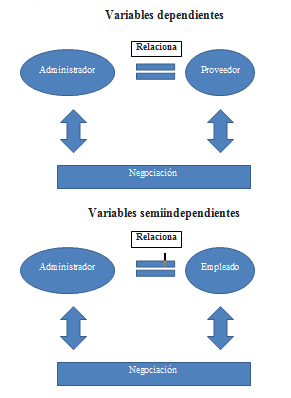 Variables dependientes
Relaciona
Administrador
Proveedor
Negociación
Variables semiindependientes
Relaciona
Administrador
Empleado
Negociación